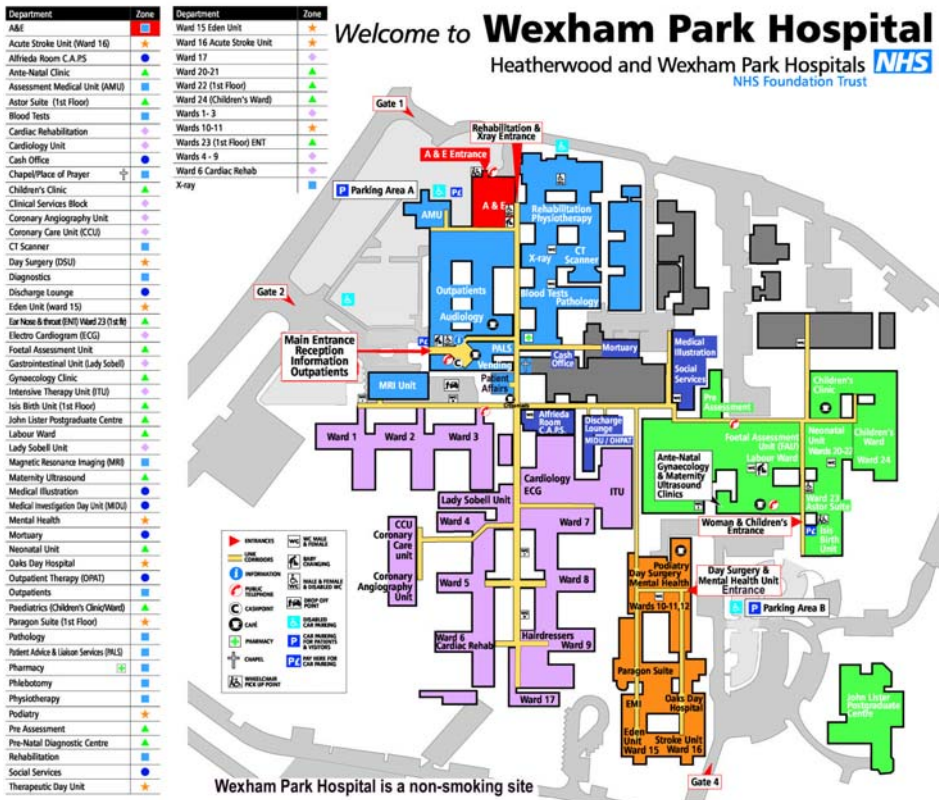 Department Zone
A&E
Acute Stroke Unit (Ward 16)
Alfrieda Room C.A.P.S
Ante-Natal Clinic
Assessment Medical Unit (AMU)
Astor Suite (1st Floor)
Blood Tests
Cardiac Rehabilitation
Cardiology Unit
Cash Office
Chapel/Place of Prayer
Children's Clinic
Clinical Services Block
Coronary Angiography Unit
Coronary Care Unit (CCU)
CT Scanner
Day Surgery (DSU)
Diagnostics
Discharge Lounge
Eden Unit (ward 15)
Ear Nose & throat (ENT) Ward 23 (1st flr)
Electro Cardiogram (ECG)
Foetal Assessment Unit
Gastrointestinal Unit (Lady Sobell)
Gynaecology Clinic
Intensive Therapy Unit (ITU)
Isis Birth Unit (1st Floor)
John Lister Postgraduate Centre
Labour Ward
Lady Sobell Unit
Magnetic Resonance Imaging (MRI)
Maternity Ultrasound
Medical Illustration
Medical Investigation Day Unit (MIDU)
Mental Health
Mortuary
Neonatal Unit
Oaks Day Hospital
Outpatient Therapy (OPAT)
Outpatients
Paediatrics (Children's Clinic/Ward)
Paragon Suite (1st Floor)
Pathology
Patient Advice & Liaison Services (PALS)
Pharmacy
Phlebotomy
Physiotherapy
Podiatry
Pre Assessment
Pre-Natal Diagnostic Centre
Rehabilitation
Social Services
Therapeutic Day Unit
Department Zone
Ward 15 Eden Unit
Ward 16 Acute Stroke Unit
Ward 17
Ward 20-21
Ward 22 (1st Floor)
Ward 24 (Children's Ward)
Wards 1- 3
Wards 10-11
Wards 23 (1st Floor) ENT
Wards 4 - 9
Ward 6 Cardiac Rehab
X-ray
Welcome to Wexham Park Hospital
Heatherwood and Wexham Park Hospitals NHS
NHS Foundation Trust
Gate 1
Rehabilitation &
Xray Entrance
A & E Entrance
P Parking Area A
A & E
AMU
Rehabilitation
Physiotherapy
X-ray
CT
Scanner
Outpatients
Blood Tests
Pathology
Audiology
Gate 2
Main Entrance
Reception
Information
Outpatients
PALS
Vending
Cash
Office
Mortuary
Medical
Illustration
Social
Services
MRI Unit
Patient
Affairs
Pre
Assessment
Children's
Clinic
Ward 1
Ward 2
Ward 3
Alfrieda
Room
C.A.P.S.
Discharge
Lounge
MIDU / OHPAT
Foetal Assessment
Unit (FAU)
Labour Ward
Neonatal
Unit
Wards 20-22
Children's
Ward
Ward 24
Ante-Natal
Gynaecology
& Maternity
Ultrasound
Clinics
Cardiology
ECG
ITU
Ward 23
Astor Suite
Lady Sobell Unit
Isis
Birth
Unit
Woman & Children's
Entrance
CCU
Coronary
Care
unit
Ward 4
Ward 7
Coronary
Angiography
Unit
Ward 5
Ward 8
Podiatry
Day Surgery
Mental Health
Wards 10-11,12
Day Surgery &
Mental Health Unit
Entrance
P Parking Area B
Ward 6
Cardiac Rehab
Hairdressers
Ward 9
Paragon Suite
Ward 17
EMI
Oaks Day
Hospital
Eden
Unit
Ward 15
Stroke Unit
Ward 16
John Lister
Postgraduate
Centre
Gate 4
ENTRANCES
LINK
CORRIDORS
INFORMATION
PUBLIC
TELEPHONE
CASHPOINT
CAFÉ
PHARMACY
CHAPEL
WHEELCHAIR
PICK UP POINT
WC MALE
& FEMALE
BABY
CHANGING
MALE & FEMALE
& DISABLED WC
DROP OFF
POINT
DISABLED
CAR PARKING
CAR PARKING
FOR PATIENTS
& VISITORS
PAY HERE FOR
CAR PARKING
Wexham Park Hospital is a non-smoking site